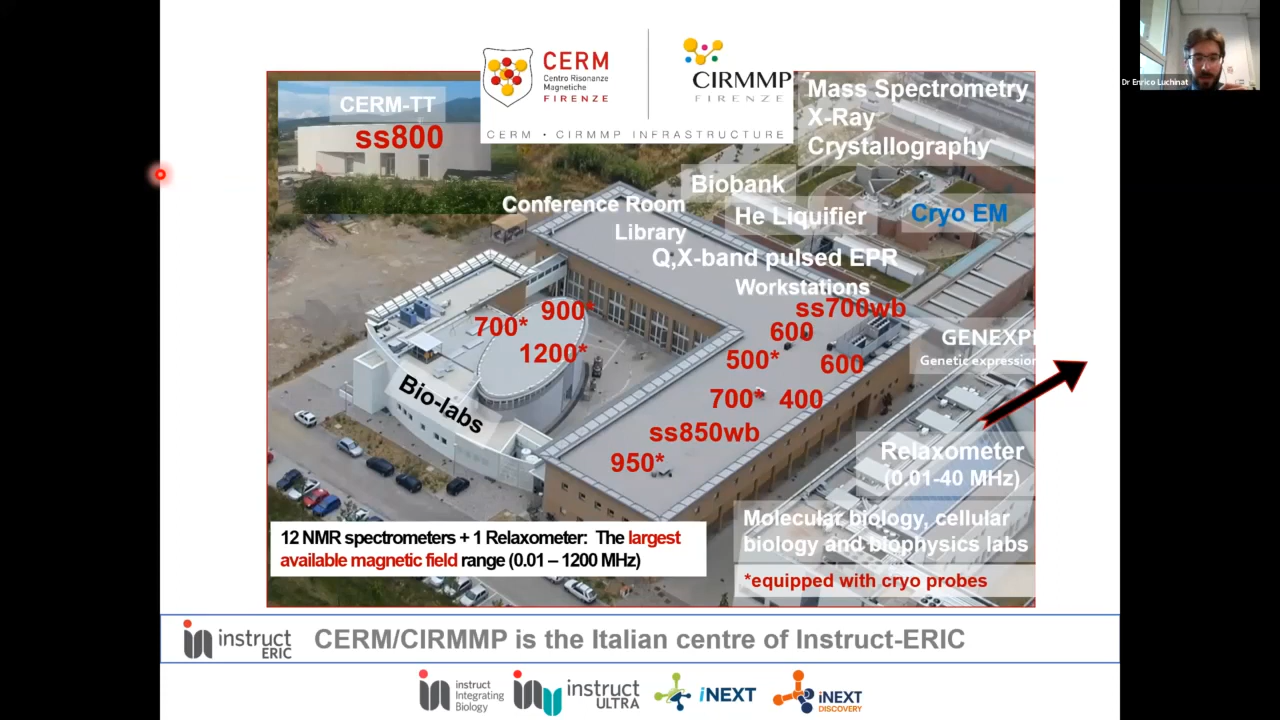 CERM
Centro Risonanze
Magnetiche
FIRENZE
CIRMMP
FIRENZE
CERM • CIRMMP INFRASTRUCTURE
Dr Enrico Luchinat
CERM-TT
ss800
Mass Spectrometry
X-Ray
Crystallography
Biobank
Conference Room
Library
He Liquifier
Cryo EM
Q,X-band pulsed EPR
Workstations
ss700wb
900*
700*
1200*
600
500*
600
700*
400
ss850wb
950*
Bio-labs
GENEXP
Genetic expression
Relaxometer
(0.01-40 MHz)
Molecular biology, cellular
biology and biophysics labs
*equipped with cryo probes
12 NMR spectrometers + 1 Relaxometer: The largest
available magnetic field range (0.01 – 1200 MHz)
instruct
ERIC
CERM/CIRMMP is the Italian centre of Instruct-ERIC
instruct
Integrating
Biology
instruct
ULTRA
iNEXT
iNEXT
DISCOVERY